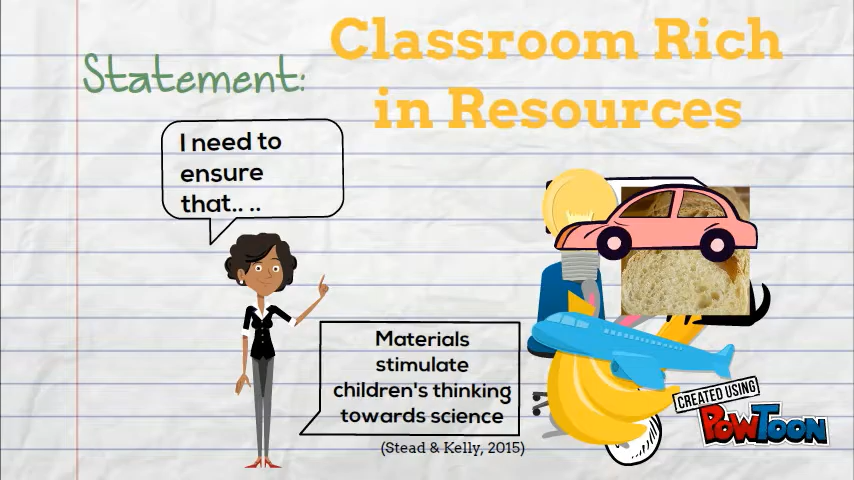 Classroom Rich
in Resources
Statement:
I need to
ensure
that.. ..
Materials
stimulate
children's thinking
towards science
(Stead & Kelly, 2015)
CREATED USING
POWTOON